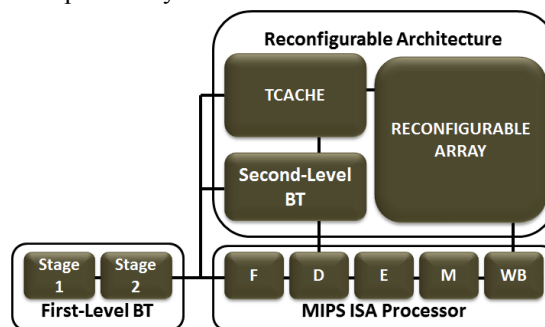 Reconfigurable Architecture
TCACHE
RECONFIGURABLE
ARRAY
Second-Level
BT
Stage
1
Stage
2
First-Level BT
F
D
E
M
WB
MIPS ISA Processor